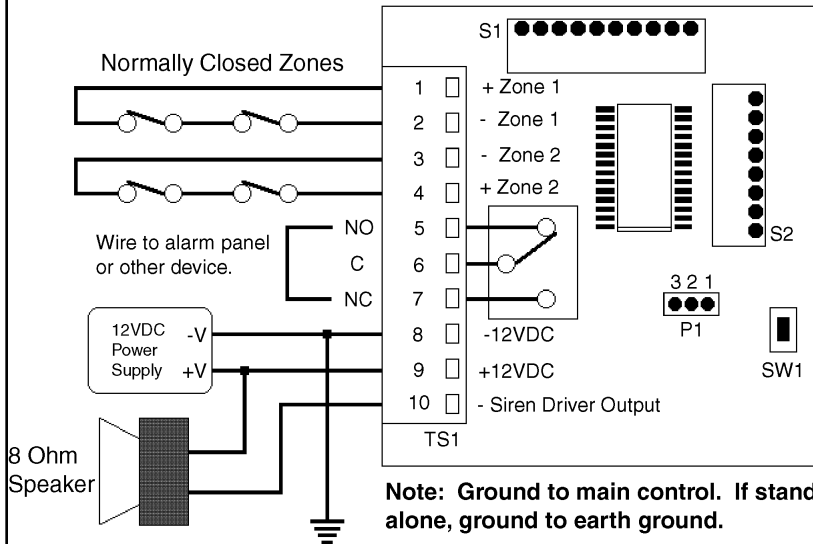 S1
Normally Closed Zones
1 + Zone 1
2 - Zone 1
3 - Zone 2
4 + Zone 2
NO 5
Wire to alarm panel
or other device.
C 6
NC 7
S2
3 2 1
P1
SW1
12VDC
Power
Supply
-V
+V
8 -12VDC
9 +12VDC
10 - Siren Driver Output
TS1
8 Ohm
Speaker
Note: Ground to main control. If stand
alone, ground to earth ground.